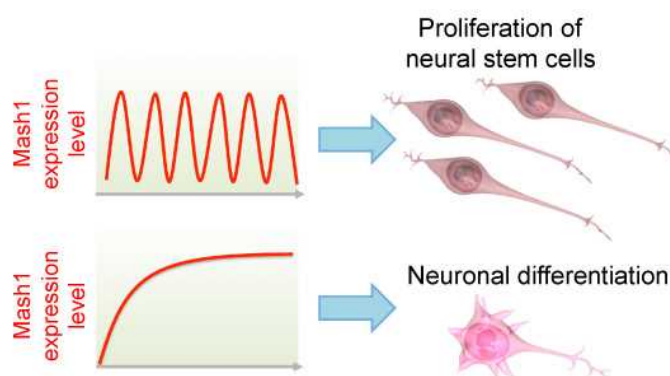 Mash1
expression
level
Proliferation of
neural stem cells
Mash1
expression
level
Neuronal differentiation